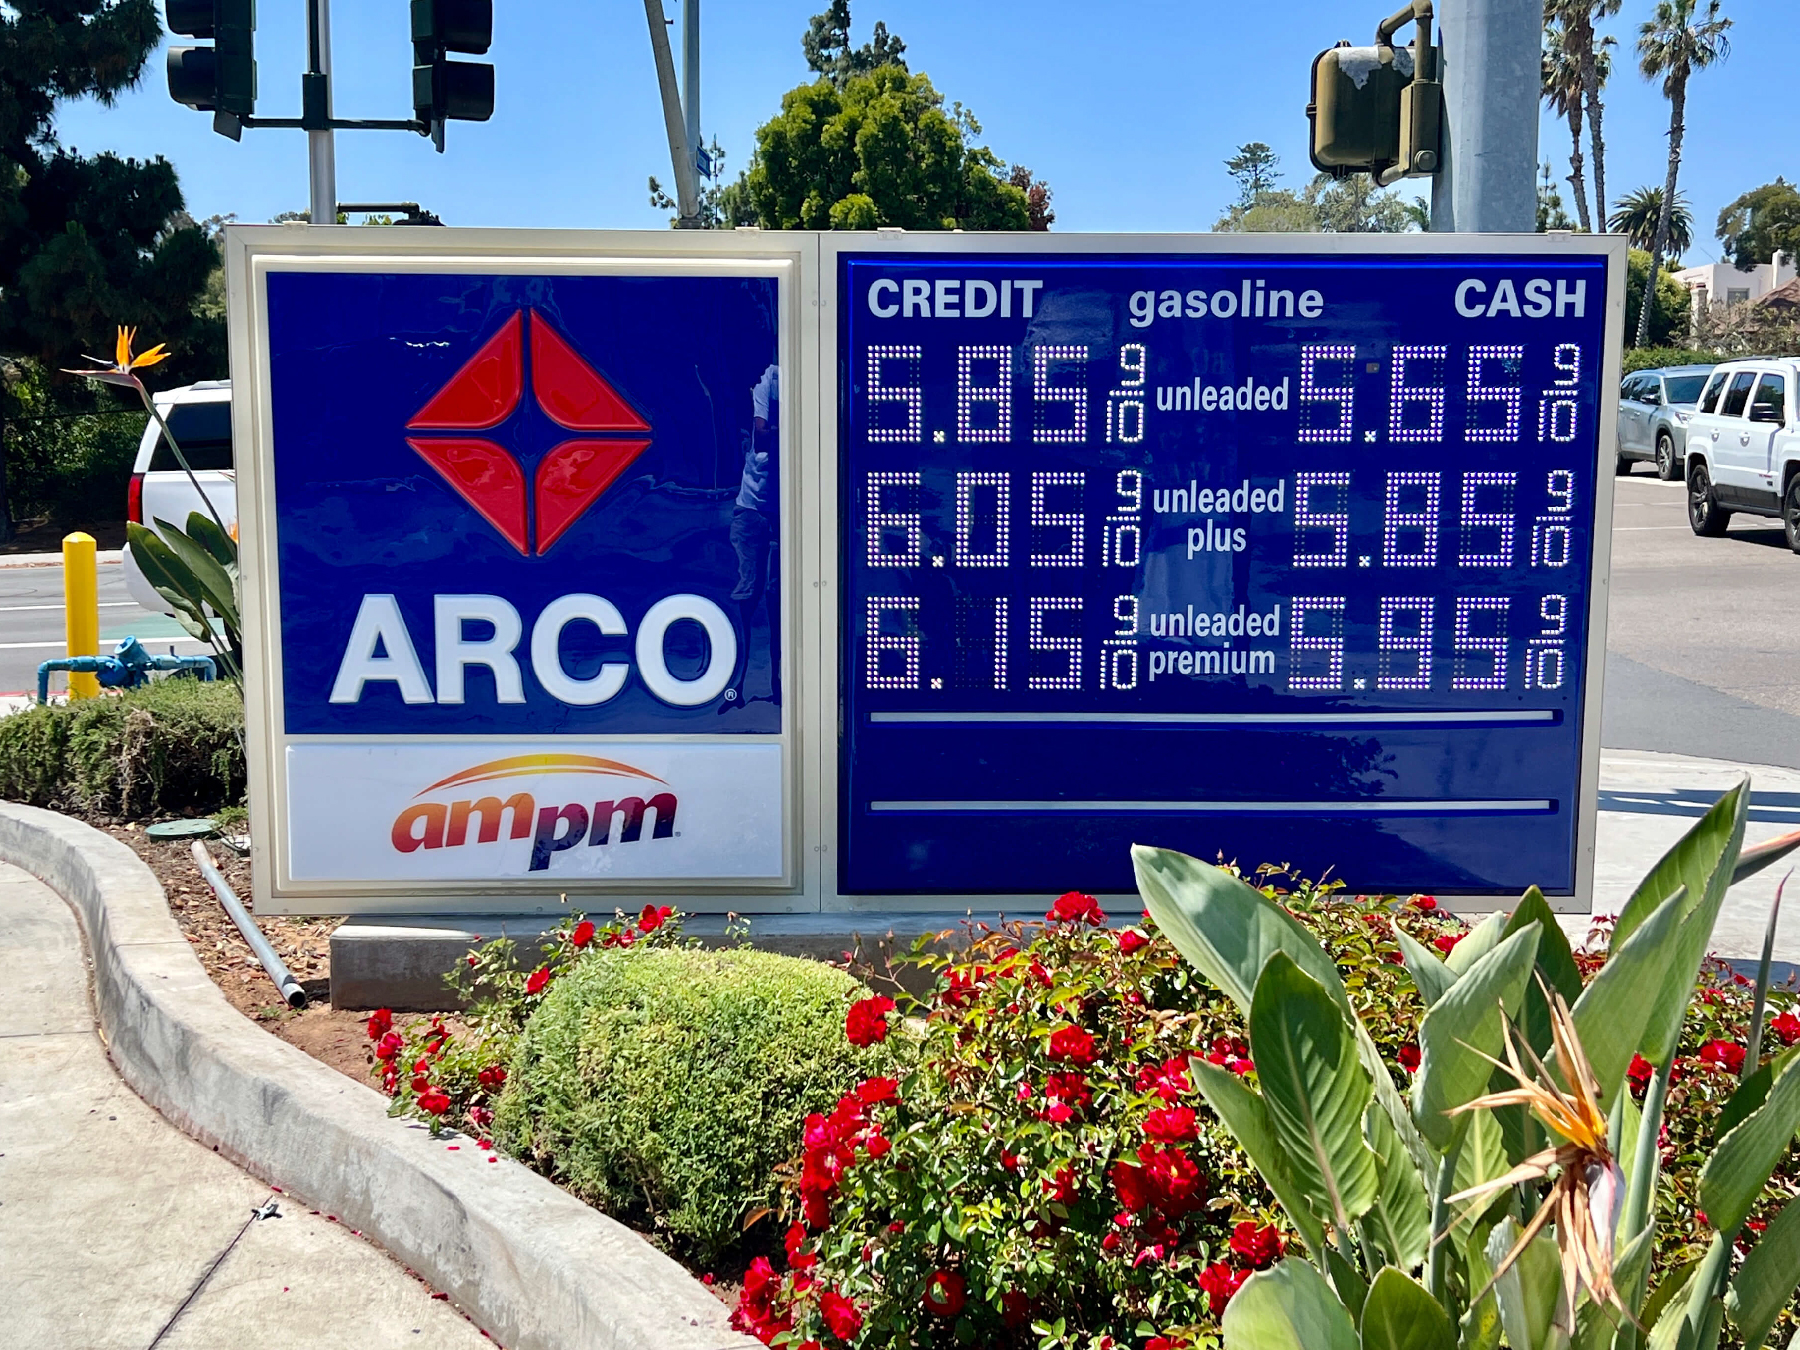 CREDIT gasoline CASH
5.85 9/10 unleaded 5.65 9/10
6.05 9/10 unleaded plus 5.85 9/10
6.15 9/10 unleaded premium 5.95 9/10
ARCO®
ampm